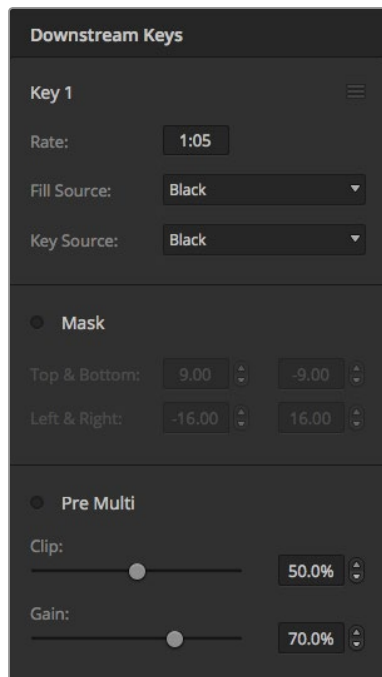 Downstream Keys
Key 1
Rate: 1:05
Fill Source: Black
Key Source: Black
Mask
Top & Bottom: 9.00 -9.00
Left & Right: -16.00 16.00
Pre Multi
Clip:
50.0%
Gain:
70.0%